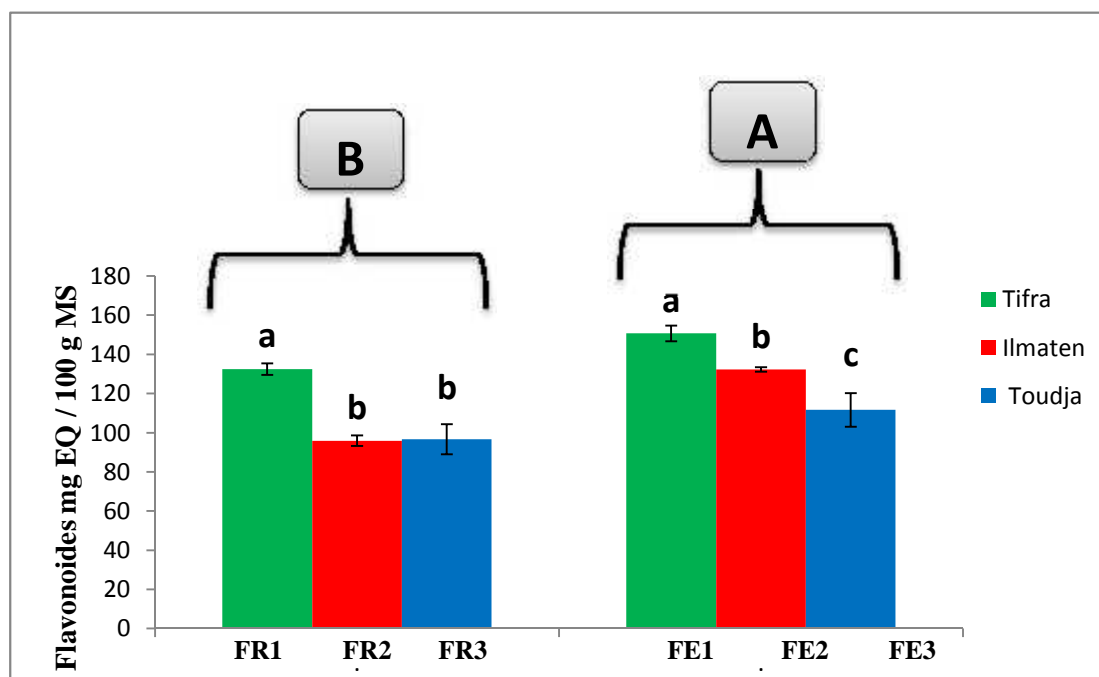 B
A
Flavonoides mg EQ / 100 g MS
180
160
140
120
100
80
60
40
20
0
a
b
b
a
b
c
FR1 FR2 FR3
FE1 FE2 FE3
Tifra
Ilmaten
Toudja